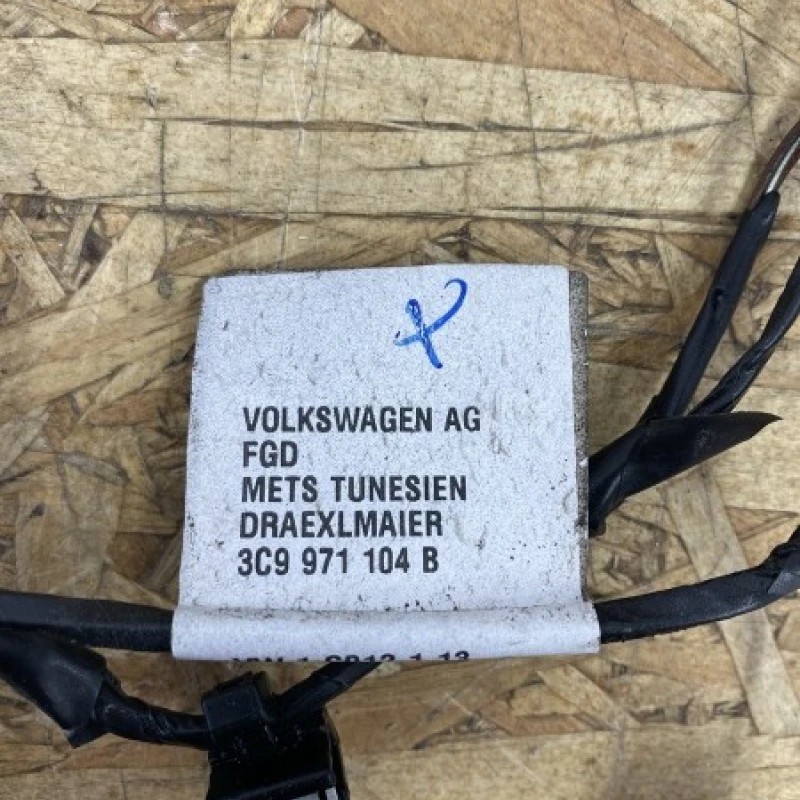 VOLKSWAGEN AG
FGD
METS TUNESIEN
DRAEXLMAIER
3C9 971 104 B